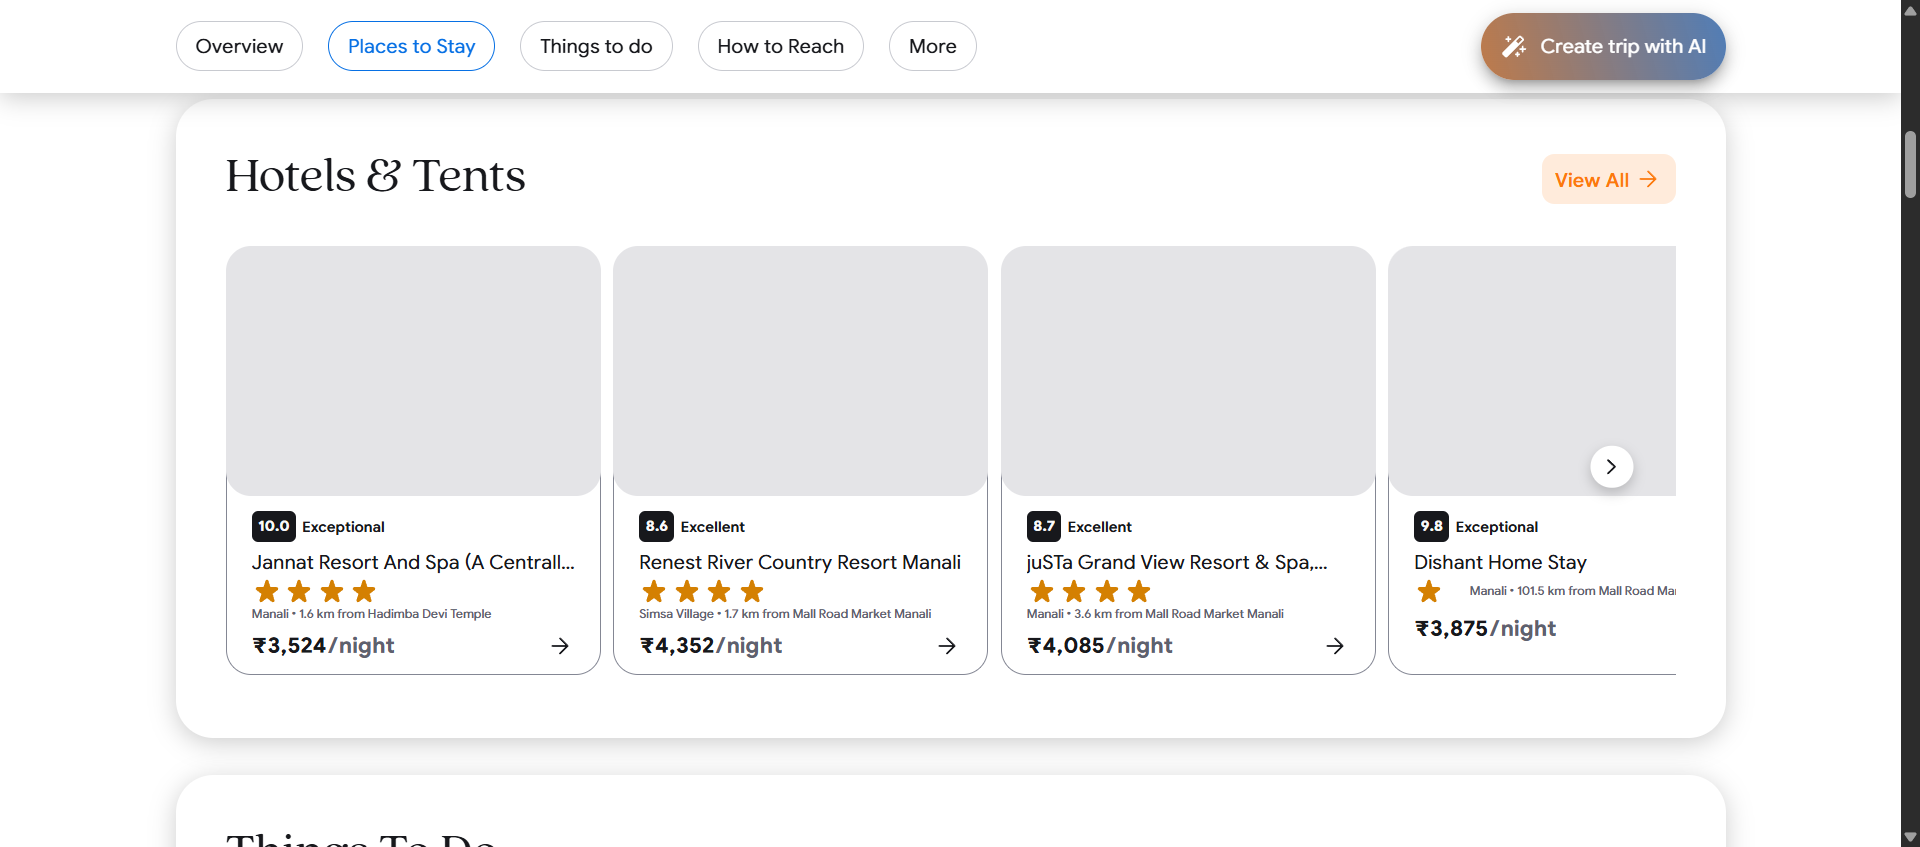 Overview
Places to Stay
Things to do
How to Reach
More
Create trip with AI
Hotels & Tents
View All
10.0 Exceptional
Jannat Resort And Spa (A Centrall...
Manali • 1.6 km from Hadimba Devi Temple
₹3,524/night
8.6 Excellent
Renest River Country Resort Manali
Simsa Village • 1.7 km from Mall Road Market Manali
₹4,352/night
8.7 Excellent
juSTa Grand View Resort & Spa,...
Manali • 3.6 km from Mall Road Market Manali
₹4,085/night
9.8 Exceptional
Dishant Home Stay
Manali • 101.5 km from Mall Road Mar
₹3,875/night
Things To Do